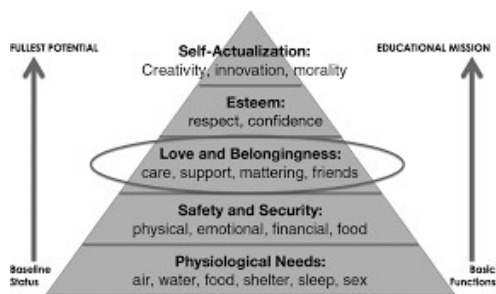 FULLEST POTENTIAL
EDUCATIONAL MISSION
Self-Actualization:
Creativity, innovation, morality
Esteem:
respect, confidence
Love and Belongingness:
care, support, mattering, friends
Safety and Security:
physical, emotional, financial, food
Physiological Needs:
air, water, food, shelter, sleep, sex
Baseline
Status
Basic
Functions